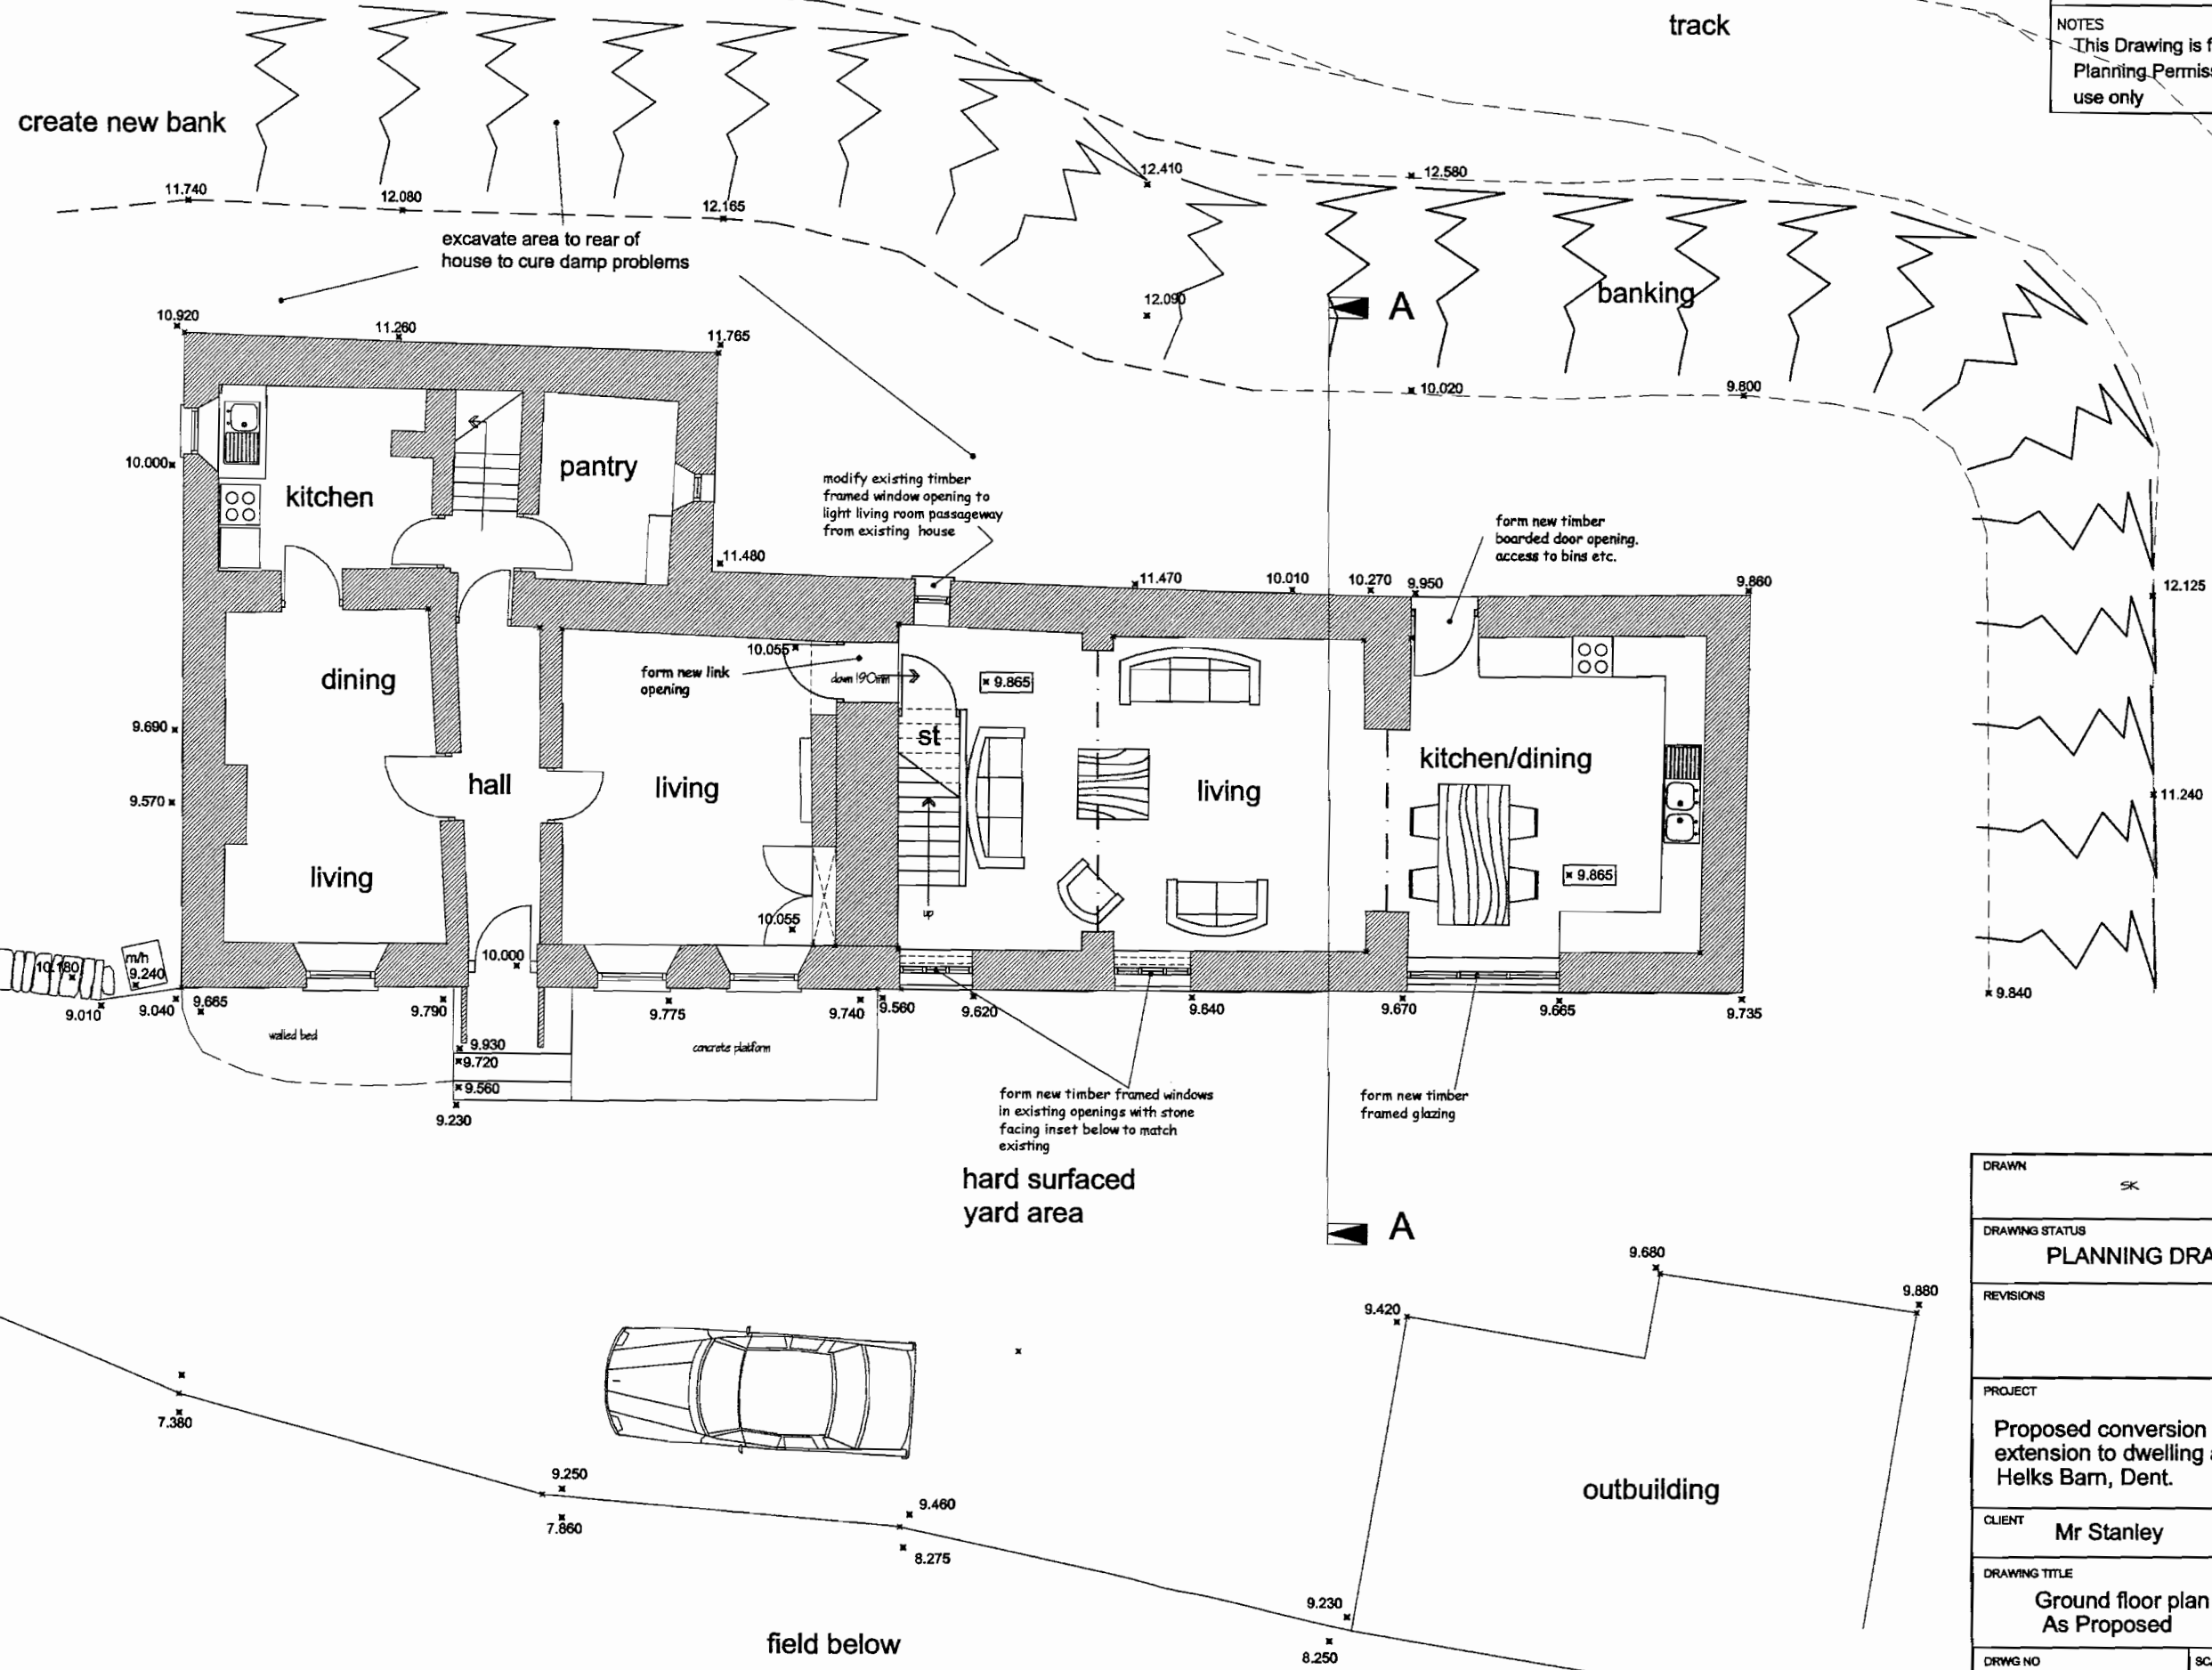 track
NOTES
This Drawing is f
Planning Permiss
use only
create new bank
11.740
12.080
12.165
12.410
12.580
excavate area to rear of
house to cure damp problems
12.090
A
banking
10.920
11.260
11.765
10.020
9.800
10.000
kitchen
pantry
modify existing timber
framed window opening to
light living room passageway
from existing house
form new timber
boarded door opening.
access to bins etc.
11.480
11.470
10.010
10.270
9.950
9.860
12.125
dining
10.055
form new link
opening
down 190mm
9.865
9.690
st
kitchen/dining
hall
living
living
9.570
11.240
living
9.865
up
10.055
10.000
10.180
m/h
9.240
9.840
9.010
9.040
9.665
9.790
9.775
9.740
9.560
9.620
9.640
9.670
9.665
9.735
walled bed
9.930
9.720
9.560
9.230
concrete platform
form new timber framed windows
in existing openings with stone
facing inset below to match
existing
form new timber
framed glazing
hard surfaced
yard area
A
DRAWN
SK
DRAWING STATUS
PLANNING DRA
REVISIONS
9.680
9.880
9.420
7.380
PROJECT
Proposed conversion
extension to dwelling a
Helks Barn, Dent.
9.250
7.860
9.460
8.275
outbuilding
CLIENT
Mr Stanley
DRAWING TITLE
Ground floor plan
As Proposed
9.230
8.250
field below
DRWG NO
SC